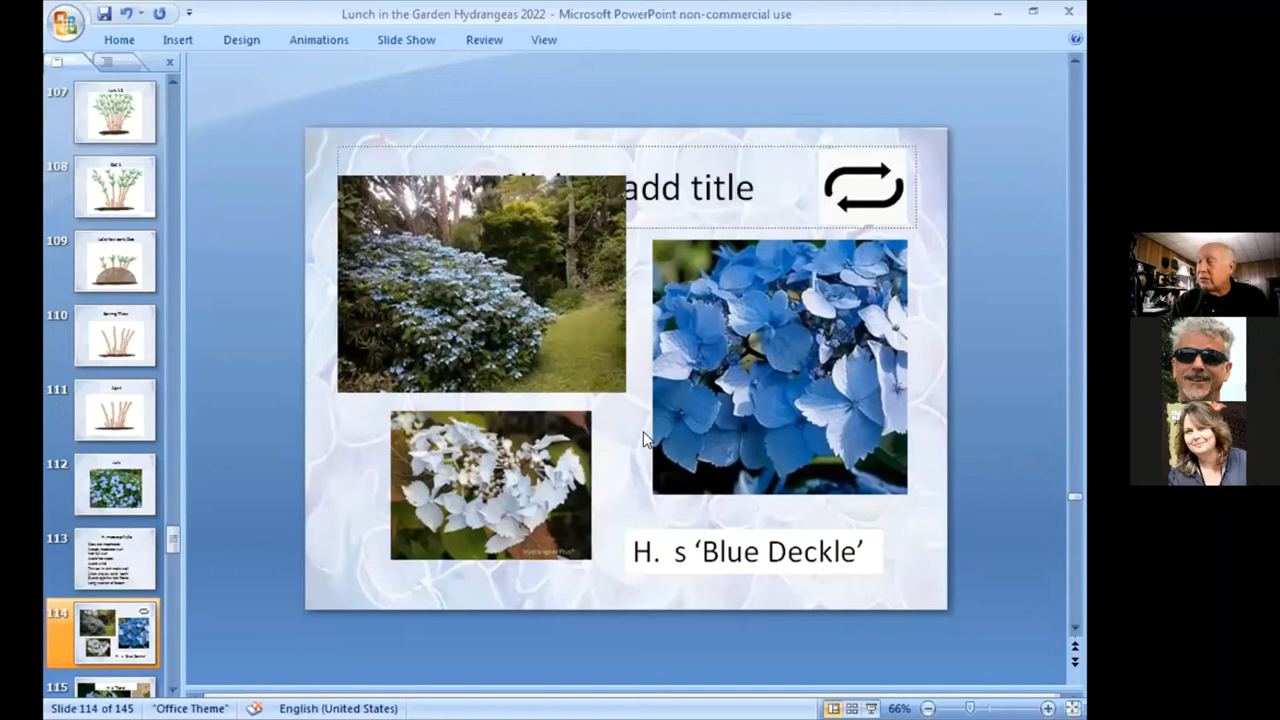 Lunch in the Garden Hydrangeas 2022 - Microsoft PowerPoint non-commercial use
Home Insert Design Animations Slide Show Review View
107
108
109
110
111
April
112
July
113
114
115
add title
H. s ‘Blue Deckle’
Slide 114 of 145 "Office Theme" English (United States) 66%